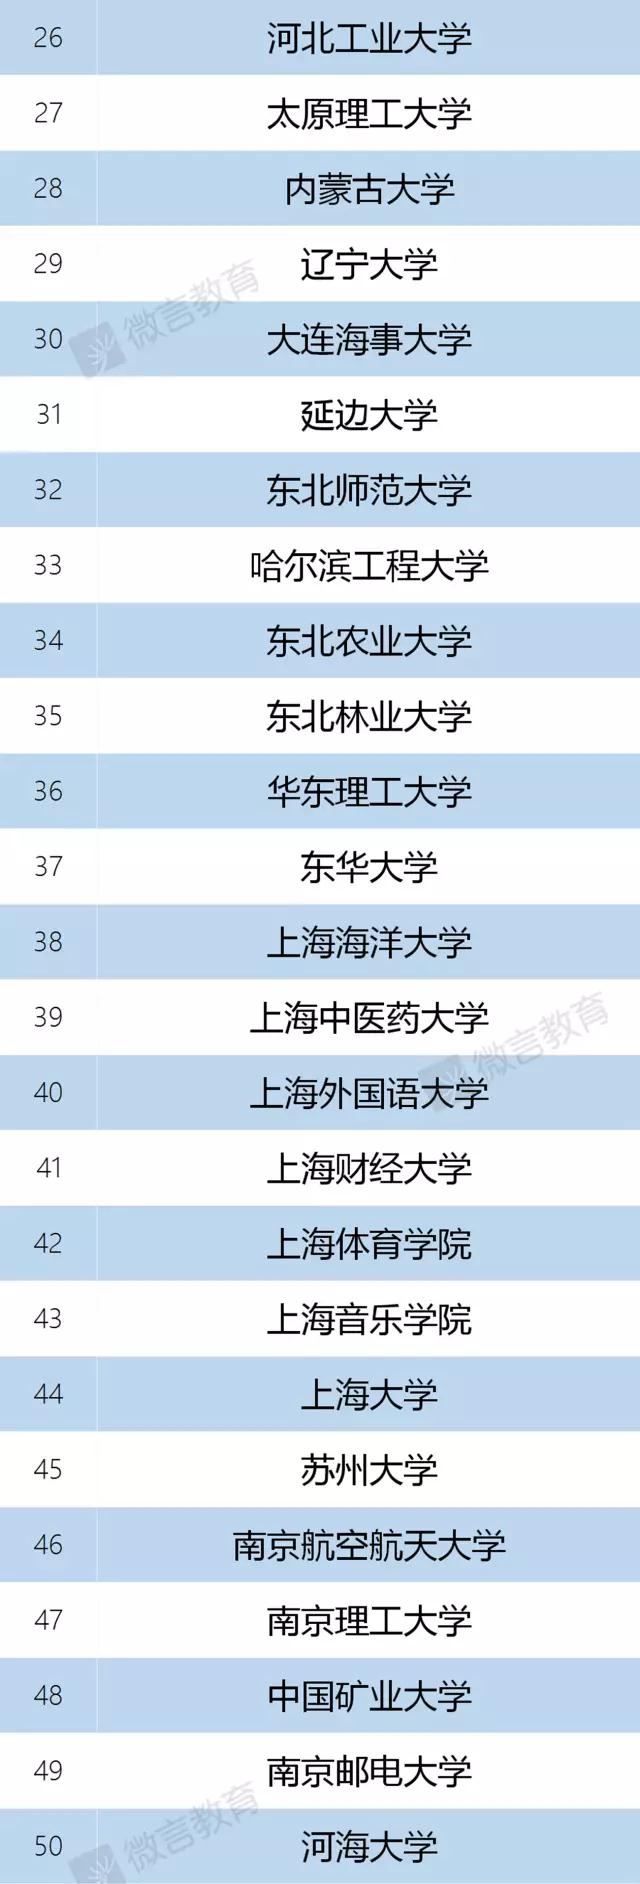 26 河北工业大学
27 太原理工大学
28 内蒙古大学
29 辽宁大学
微言教育
30 大连海事大学
31 延边大学
32 东北师范大学
33 哈尔滨工程大学
34 东北农业大学
35 东北林业大学
36 华东理工大学
37 东华大学
38 上海海洋大学
39 上海中医药大学
微言教育
40 上海外国语大学
41 上海财经大学
42 上海体育学院
43 上海音乐学院
44 上海大学
45 苏州大学
46 南京航空航天大学
47 南京理工大学
48 中国矿业大学
49 南京邮电大学
微言教育
50 河海大学